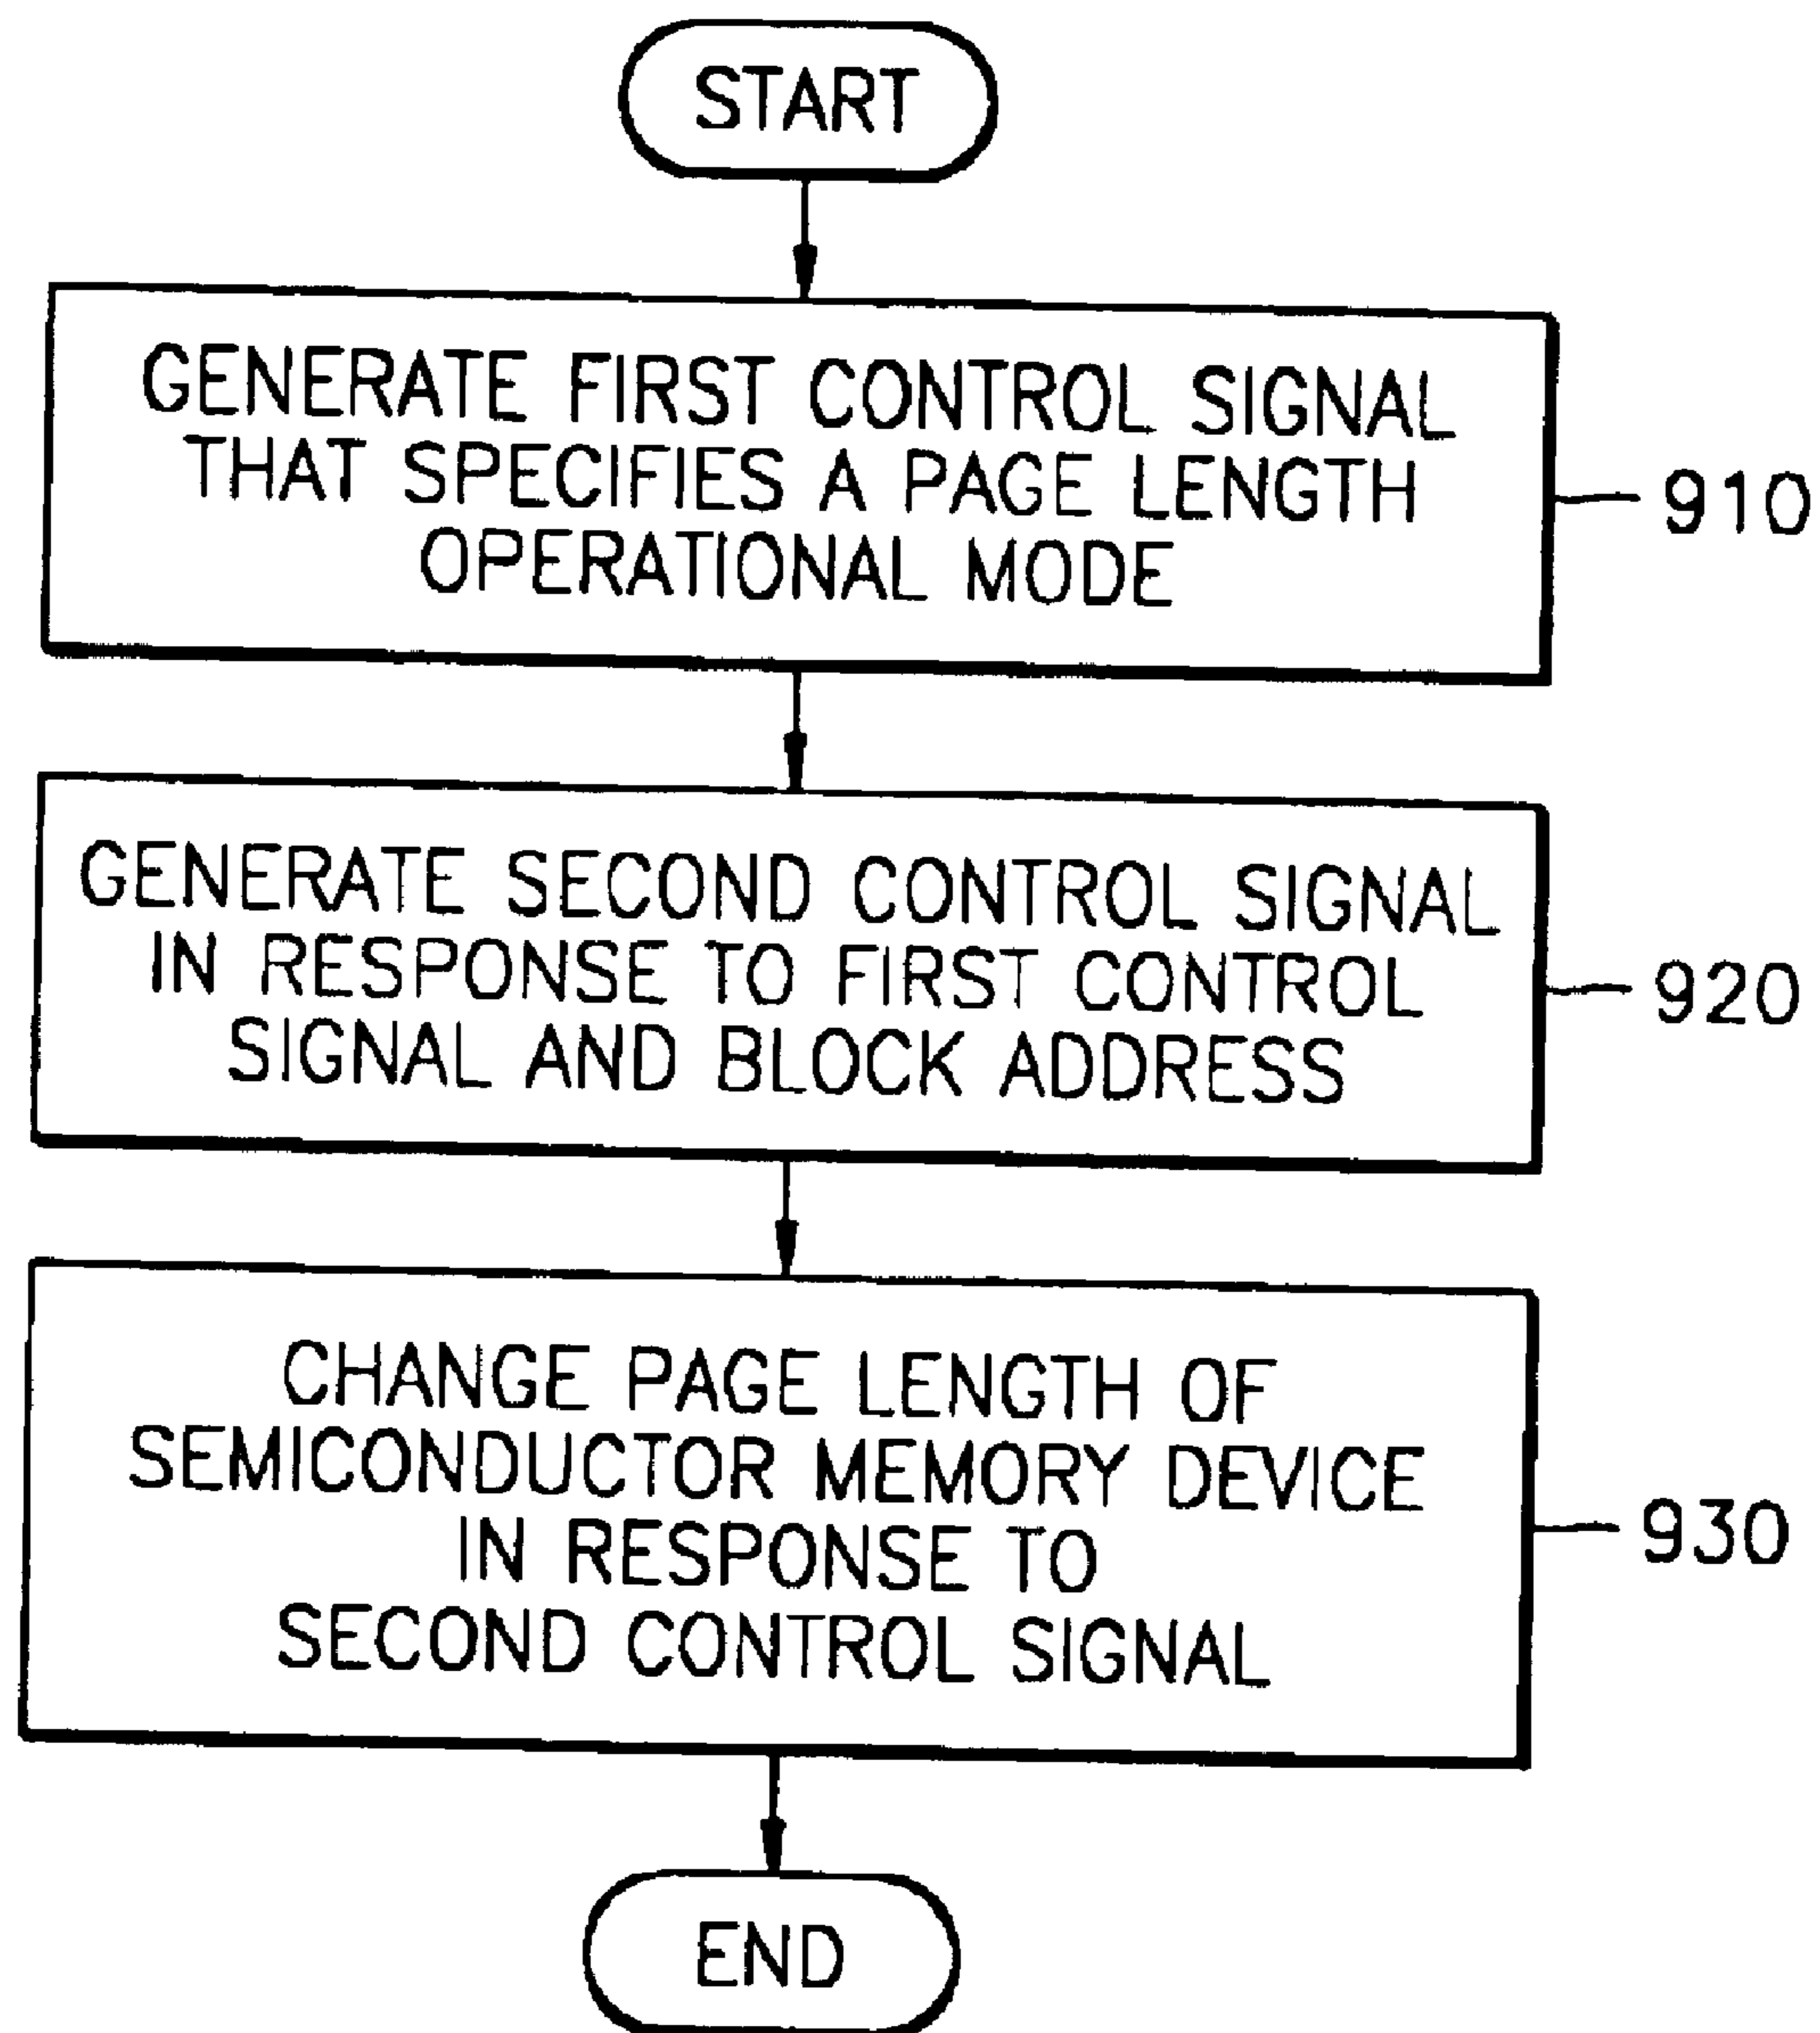 START
GENERATE FIRST CONTROL SIGNAL
THAT SPECIFIES A PAGE LENGTH
OPERATIONAL MODE
910
GENERATE SECOND CONTROL SIGNAL
IN RESPONSE TO FIRST CONTROL
SIGNAL AND BLOCK ADDRESS
920
CHANGE PAGE LENGTH OF
SEMICONDUCTOR MEMORY DEVICE
IN RESPONSE TO
SECOND CONTROL SIGNAL
930
END